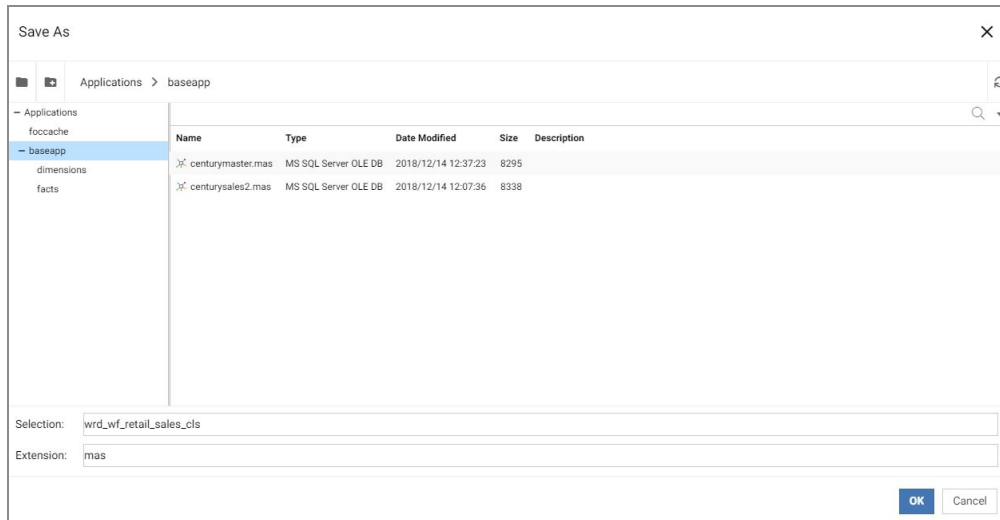 Save As
Applications > baseapp
− Applications
foccache
− baseapp
dimensions
facts
Name Type Date Modified Size Description
centurymaster.mas MS SQL Server OLE DB 2018/12/14 12:37:23 8295
centurysales2.mas MS SQL Server OLE DB 2018/12/14 12:07:36 8338
Selection: wrd_wf_retail_sales_cls
Extension: mas
OK Cancel